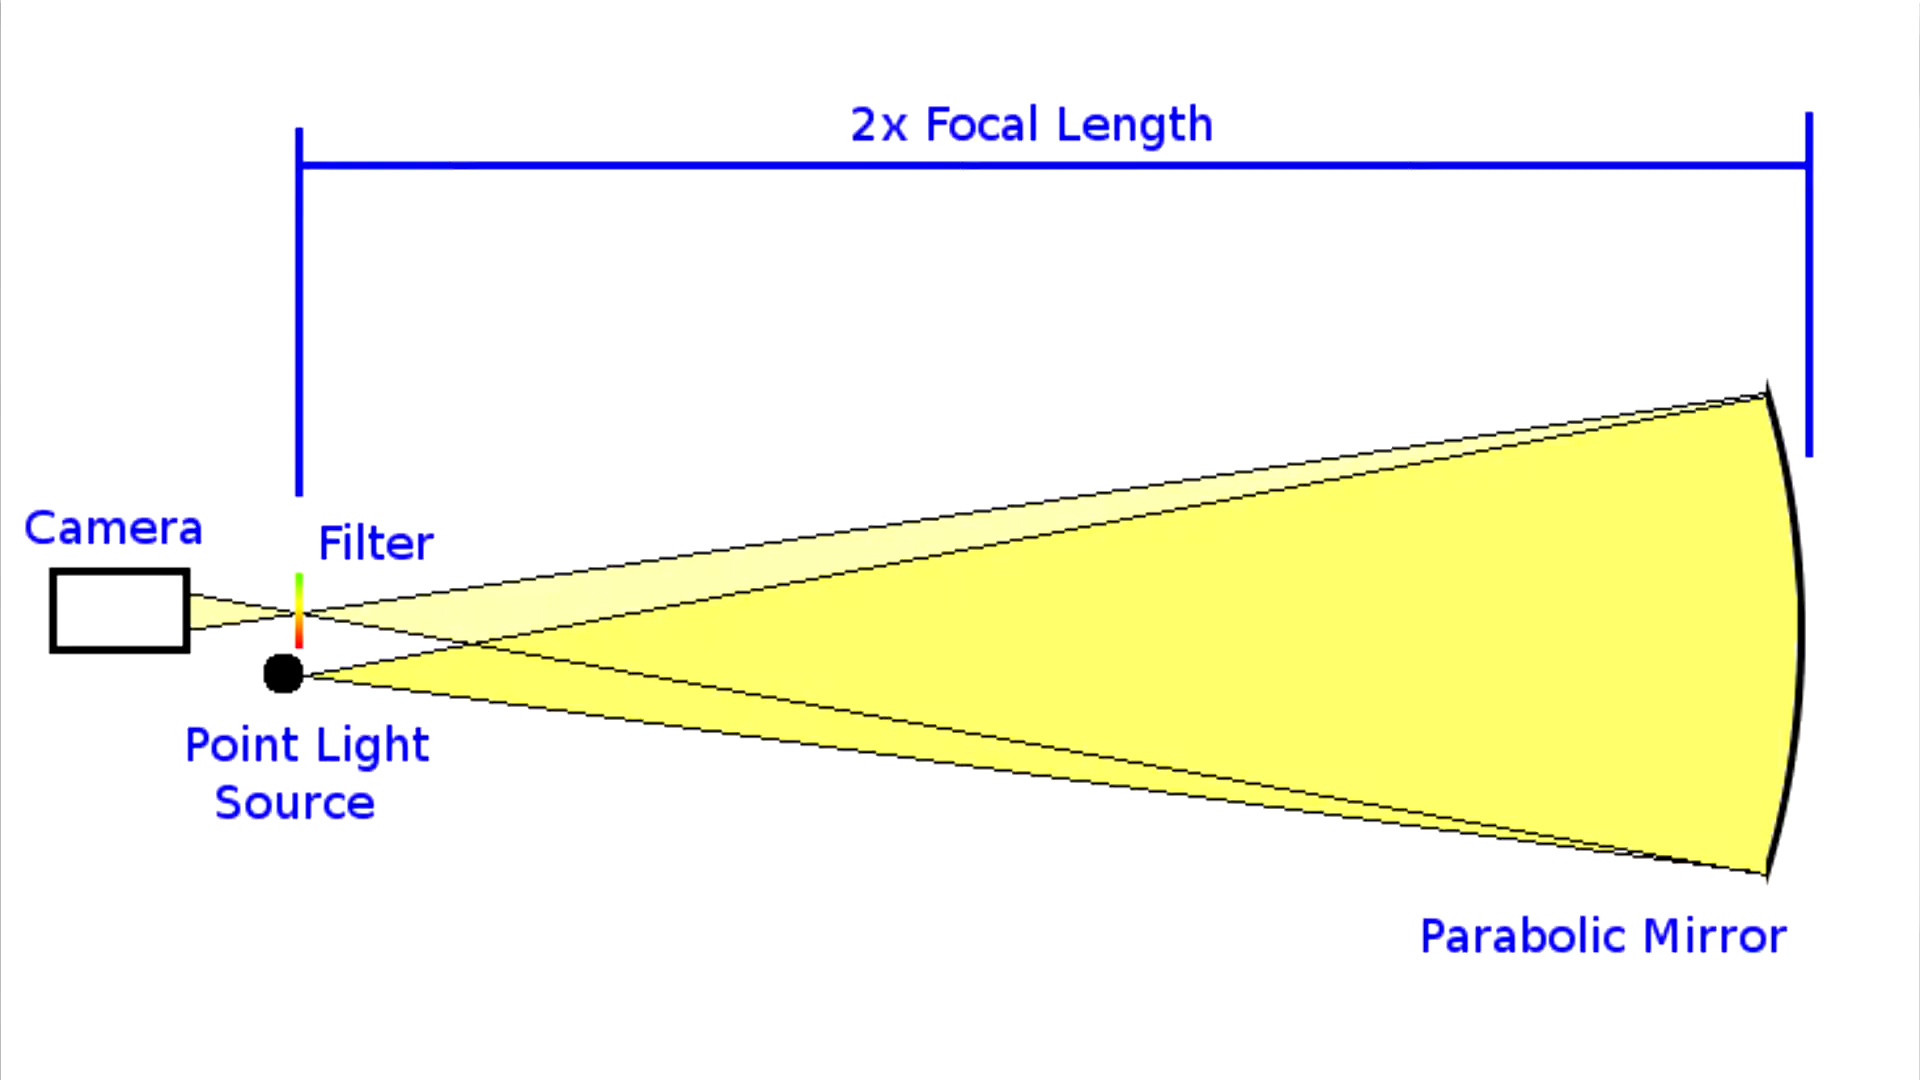 2x Focal Length
Camera
Filter
Point Light
Source
Parabolic Mirror